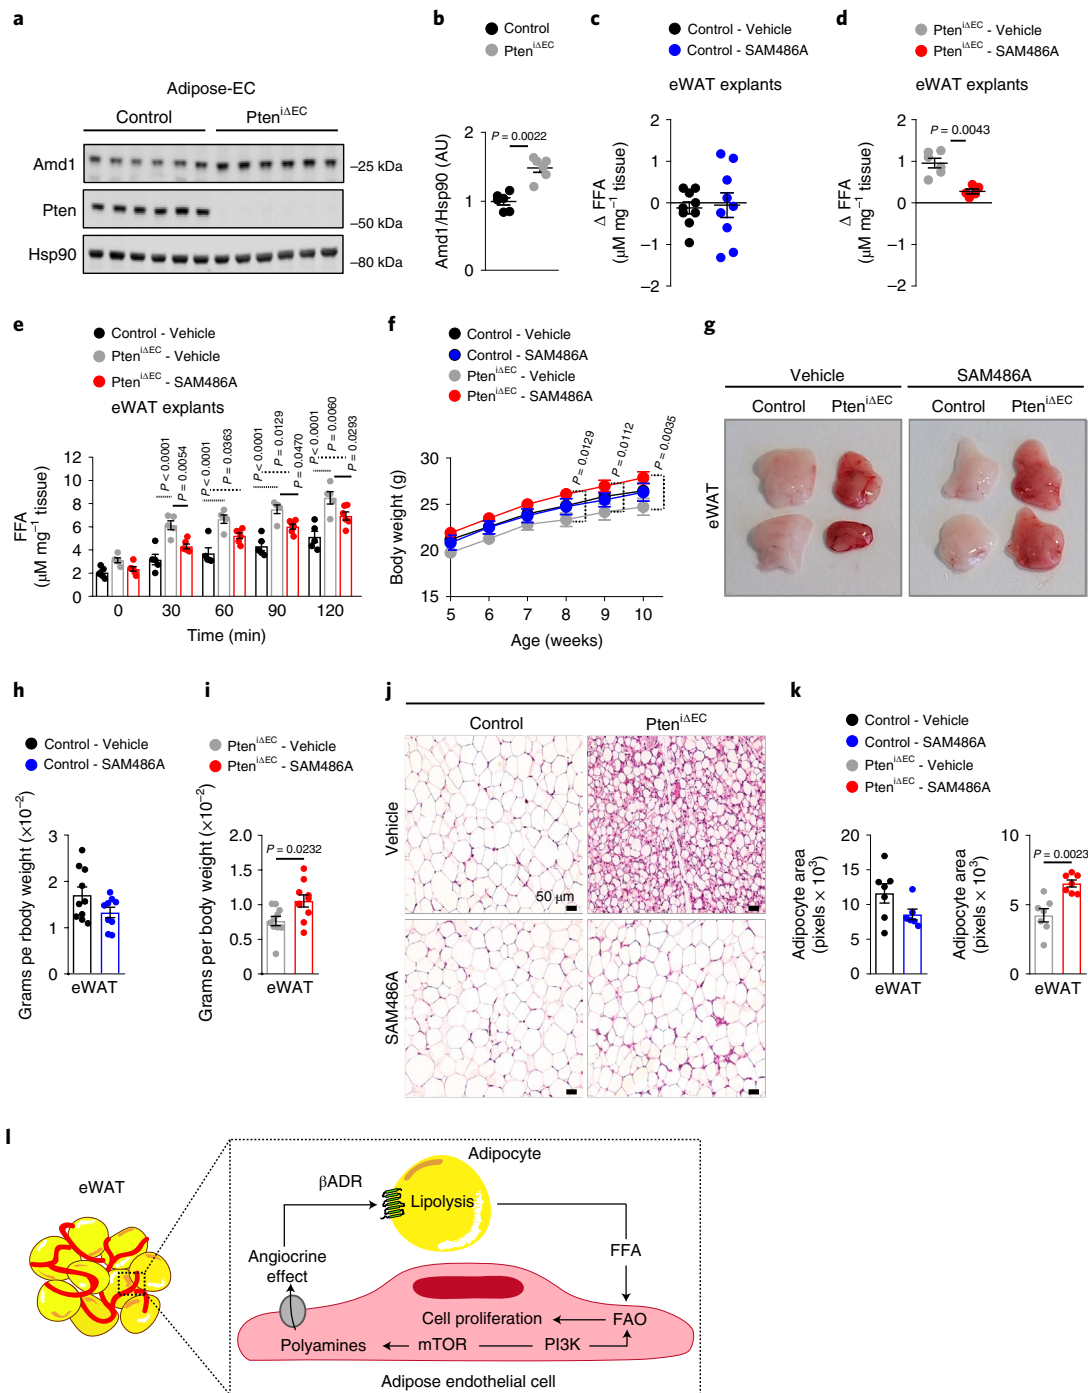 a
Adipose-EC
Control
Pten^iΔEC
Amd1
–25 kDa
Pten
–50 kDa
Hsp90
–80 kDa
b
Control
Pten^iΔEC
Amd1/Hsp90 (AU)
2
1
0
P = 0.0022
c
Control - Vehicle
Control - SAM486A
eWAT explants
Δ FFA
(μM mg⁻¹ tissue)
2
1
0
–1
–2
d
Pten^iΔEC - Vehicle
Pten^iΔEC - SAM486A
eWAT explants
P = 0.0043
Δ FFA
(μM mg⁻¹ tissue)
2
1
0
–1
–2
e
Control - Vehicle
Pten^iΔEC - Vehicle
Pten^iΔEC - SAM486A
eWAT explants
P < 0.0001
P = 0.0054
P < 0.0001
P = 0.0363
P < 0.0001
P = 0.0129
P = 0.0470
P < 0.0001
P = 0.0060
P = 0.0293
FFA
(μM mg⁻¹ tissue)
12
10
8
6
4
2
0
0 30 60 90 120
Time (min)
f
Control - Vehicle
Control - SAM486A
Pten^iΔEC - Vehicle
Pten^iΔEC - SAM486A
P = 0.0129
P = 0.0112
P = 0.0035
Body weight (g)
30
25
20
15
5 6 7 8 9 10
Age (weeks)
g
Vehicle
SAM486A
Control Pten^iΔEC
Control Pten^iΔEC
eWAT
h
Control - Vehicle
Control - SAM486A
Grams per rbody weight (×10⁻²)
3
2
1
0
eWAT
i
Pten^iΔEC - Vehicle
Pten^iΔEC - SAM486A
Grams per body weight (×10⁻²)
2.0
1.5
1.0
0.5
0
P = 0.0232
eWAT
j
Control
Pten^iΔEC
Vehicle
50 μm
SAM486A
k
Control - Vehicle
Control - SAM486A
Pten^iΔEC - Vehicle
Pten^iΔEC - SAM486A
Adipocyte area
(pixels × 10³)
20
15
10
5
0
eWAT
Adipocyte area
(pixels × 10³)
10
5
0
P = 0.0023
eWAT
l
eWAT
Adipocyte
βADR
Lipolysis
Angiocrine
effect
FFA
Cell proliferation
FAO
Polyamines
mTOR
PI3K
Adipose endothelial cell